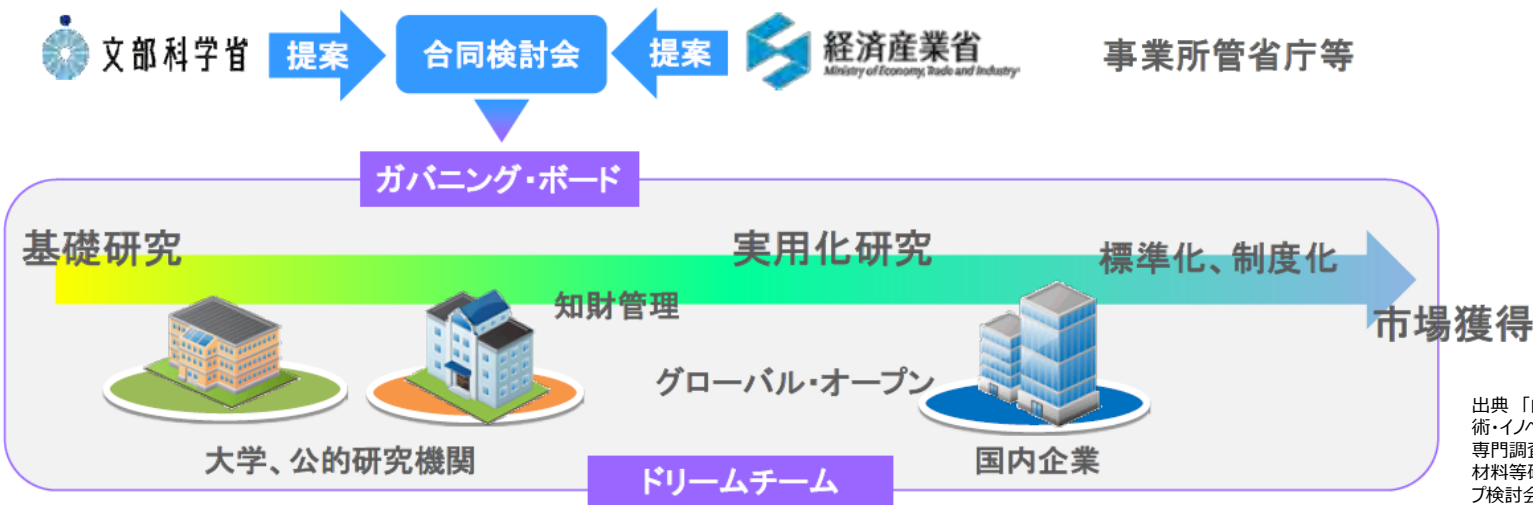 文部科学省
提案
合同検討会
提案
経済産業省
Ministry of Economy, Trade and Industry
事業所管省庁等
ガバニング・ボード
基礎研究
実用化研究
標準化、制度化
知財管理
市場獲得
グローバル・オープン
大学、公的研究機関
国内企業
ドリームチーム
出典 「
術・イノベ
専門調査
材料等研
プ検討会